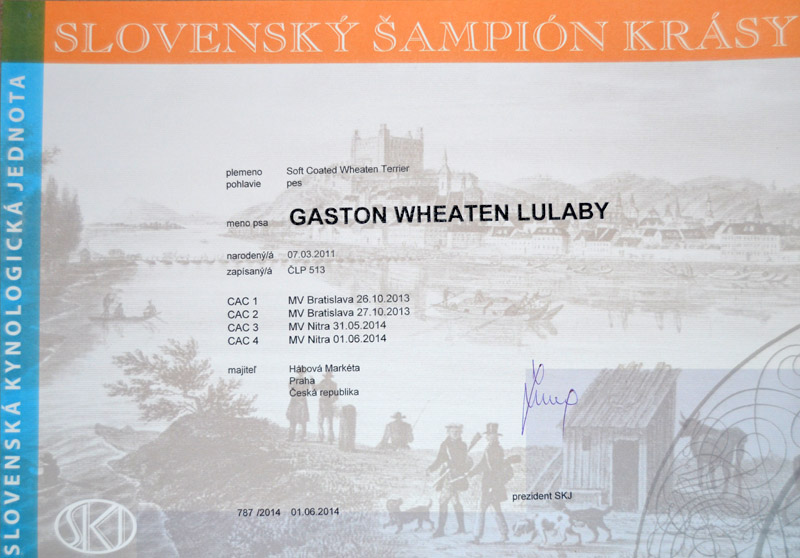 SLOVENSKÝ ŠAMPIÓN KRÁSY
SLOVENSKÁ KYNOLOGICKÁ JEDNOTA
plemeno Soft Coated Wheaten Terrier
pohlavie pes
meno psa GASTON WHEATEN LULABY
narodený/á 07.03.2011
zapísaný/á ČLP 513
CAC 1 MV Bratislava 26.10.2013
CAC 2 MV Bratislava 27.10.2013
CAC 3 MV Nitra 31.05.2014
CAC 4 MV Nitra 01.06.2014
majiteľ Hábová Markéta
Praha
Česká republika
prezident SKJ
787 /2014 01.06.2014
SKJ